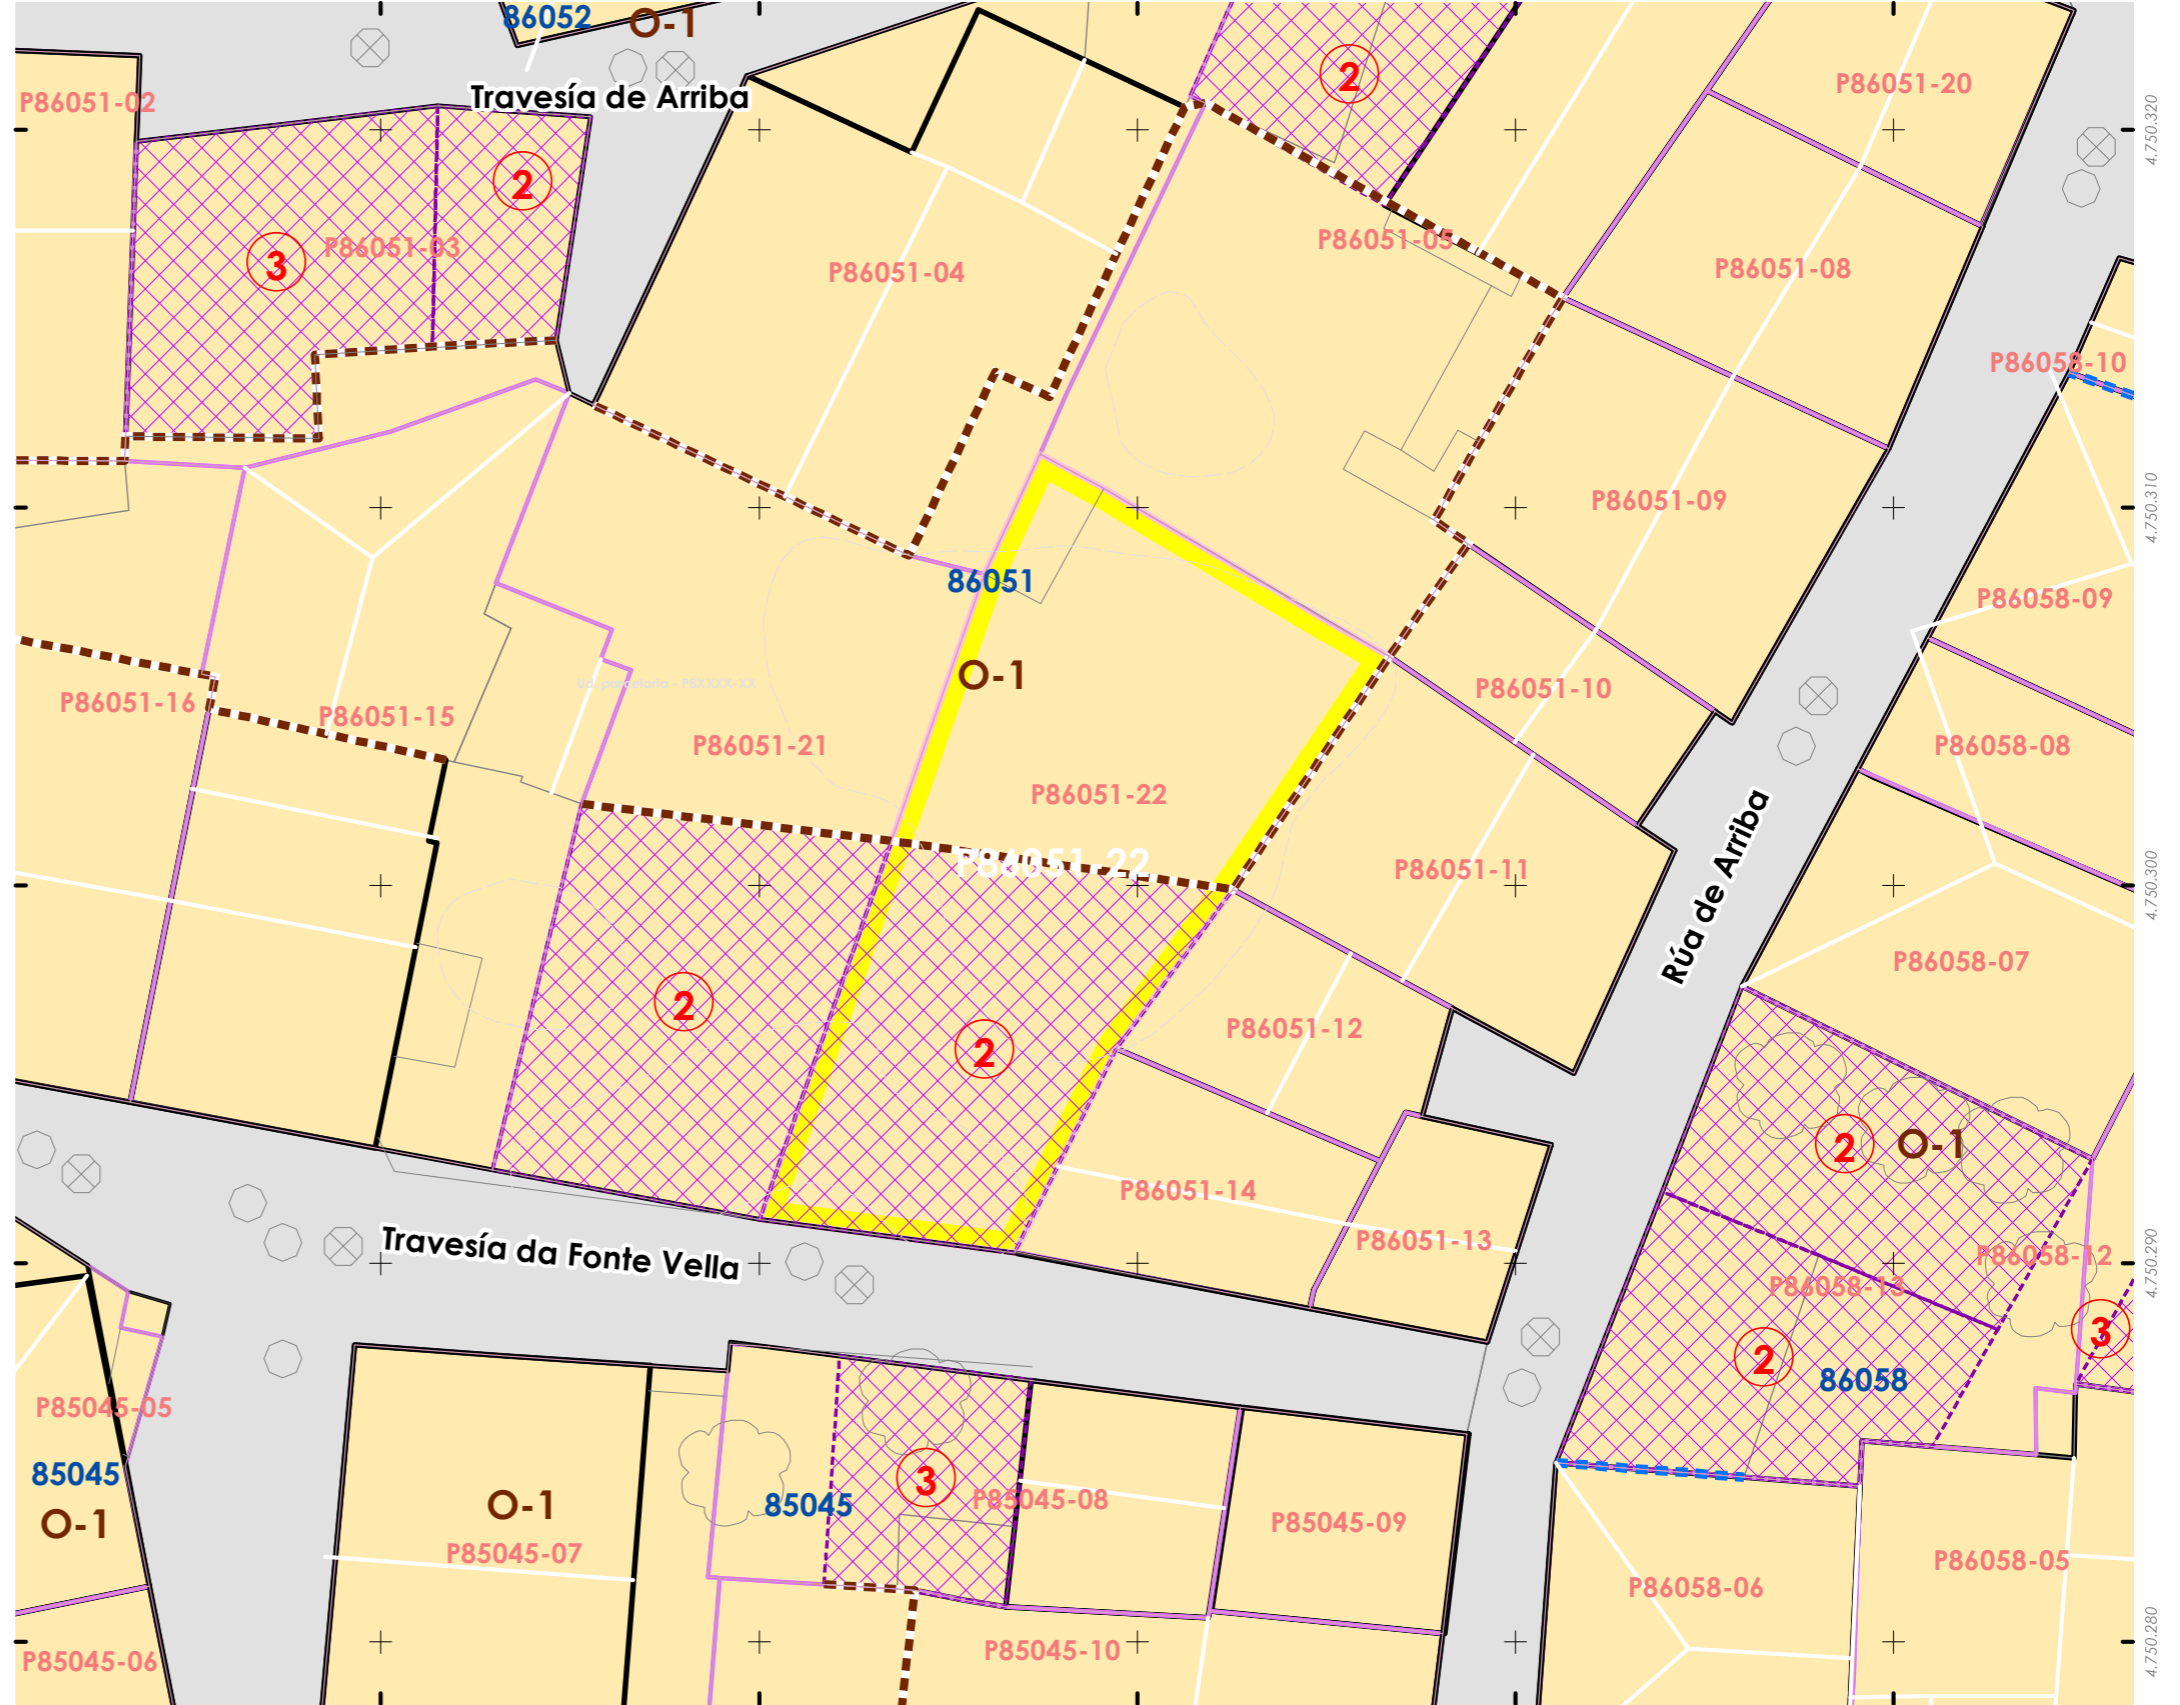 86052
O-1
2
P86051-20
Travesía de Arriba
P86051-02
4.750.320
2
P86051-03
3
P86051-05
P86051-04
P86051-08
P86058-10
P86051-09
4.750.310
86051
P86058-09
O-1
Ud. parcelaria - P8XXXX-XX
P86051-10
P86051-16
P86051-15
P86051-21
P86058-08
P86051-22
Rúa de Arriba
P86051-22
P86051-11
4.750.300
P86058-07
2
P86051-12
2
2
O-1
P86051-14
Travesía da Fonte Vella
P86051-13
P86058-12
4.750.290
P86058-13
3
2
86058
P85045-05
85045
3
O-1
85045
P85045-08
O-1
P85045-09
P85045-07
P86058-05
P86058-06
P85045-06
P85045-10
4.750.280